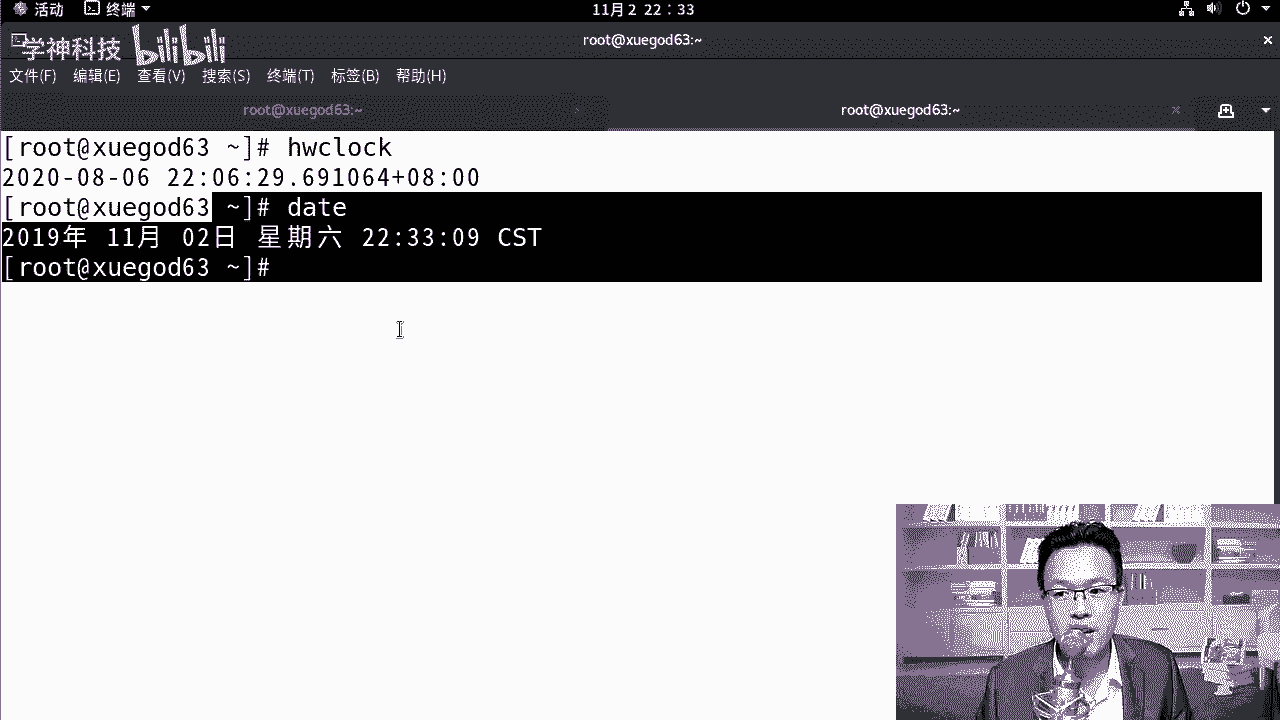 活动 终端 11月 2 22：33
学神科技 bilibili
root@xuegod63:~
文件(F) 编辑(E) 查看(V) 搜索(S) 终端(T) 标签(B) 帮助(H)
root@xuegod63:~ root@xuegod63:~
[root@xuegod63 ~]# hwclock
2020-08-06 22:06:29.691064+08:00
[root@xuegod63 ~]# date
2019年 11月 02日 星期六 22:33:09 CST
[root@xuegod63 ~]#